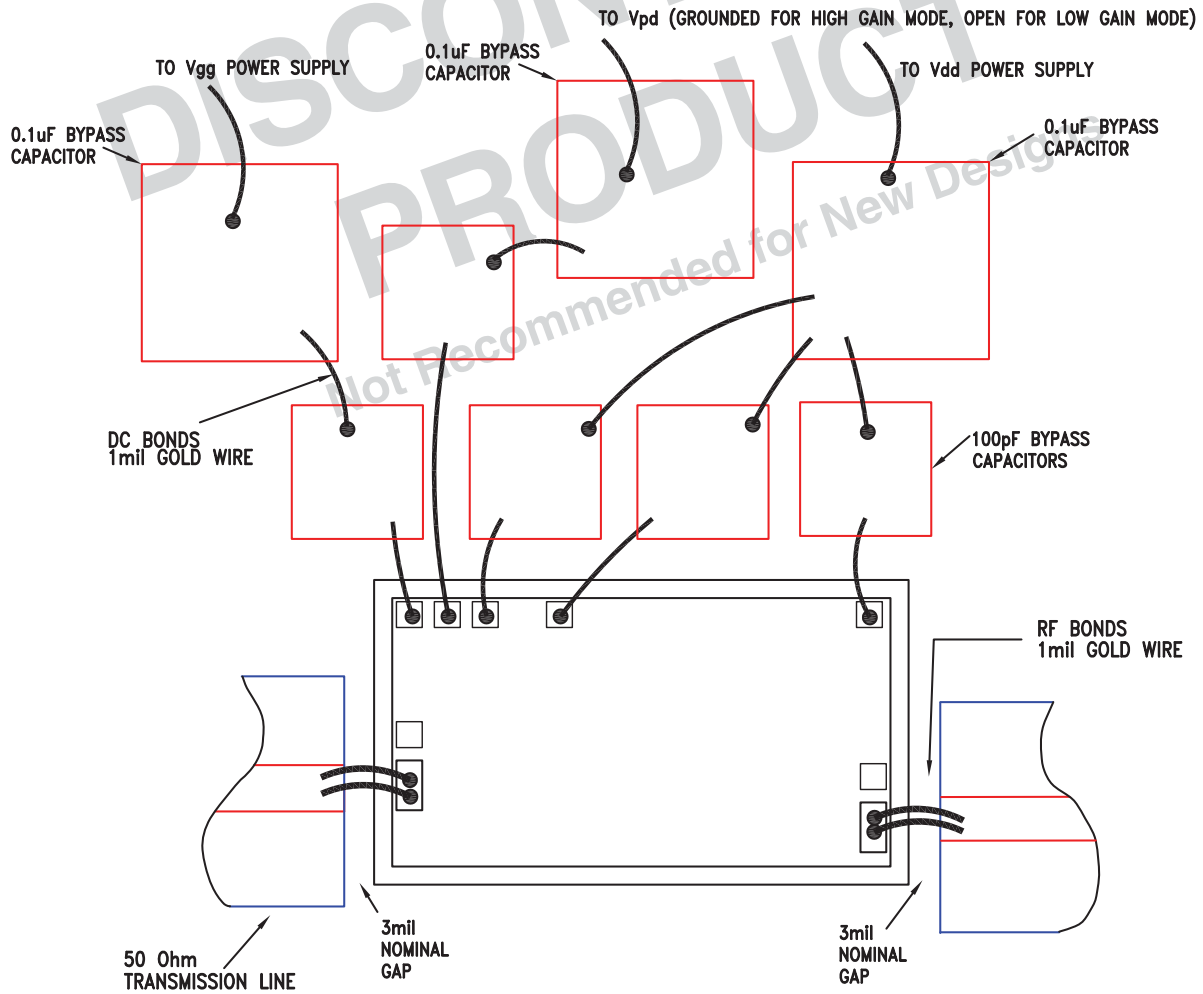 TO Vpd (GROUNDED FOR HIGH GAIN MODE, OPEN FOR LOW GAIN MODE)
0.1uF BYPASS
CAPACITOR
TO Vgg POWER SUPPLY
TO Vdd POWER SUPPLY
0.1uF BYPASS
CAPACITOR
0.1uF BYPASS
CAPACITOR
PRODUCT
Not Recommended for New Designs
DC BONDS
1mil GOLD WIRE
100pF BYPASS
CAPACITORS
RF BONDS
1mil GOLD WIRE
3mil
NOMINAL
GAP
3mil
NOMINAL
GAP
50 Ohm
TRANSMISSION LINE